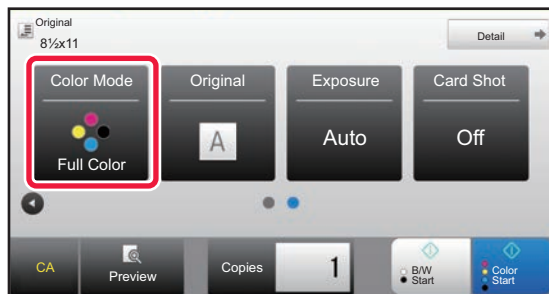 Original
8½x11
Detail
Color Mode
Full Color
Original
A
Exposure
Auto
Card Shot
Off
CA
Preview
Copies
1
B/W
Start
Color
Start